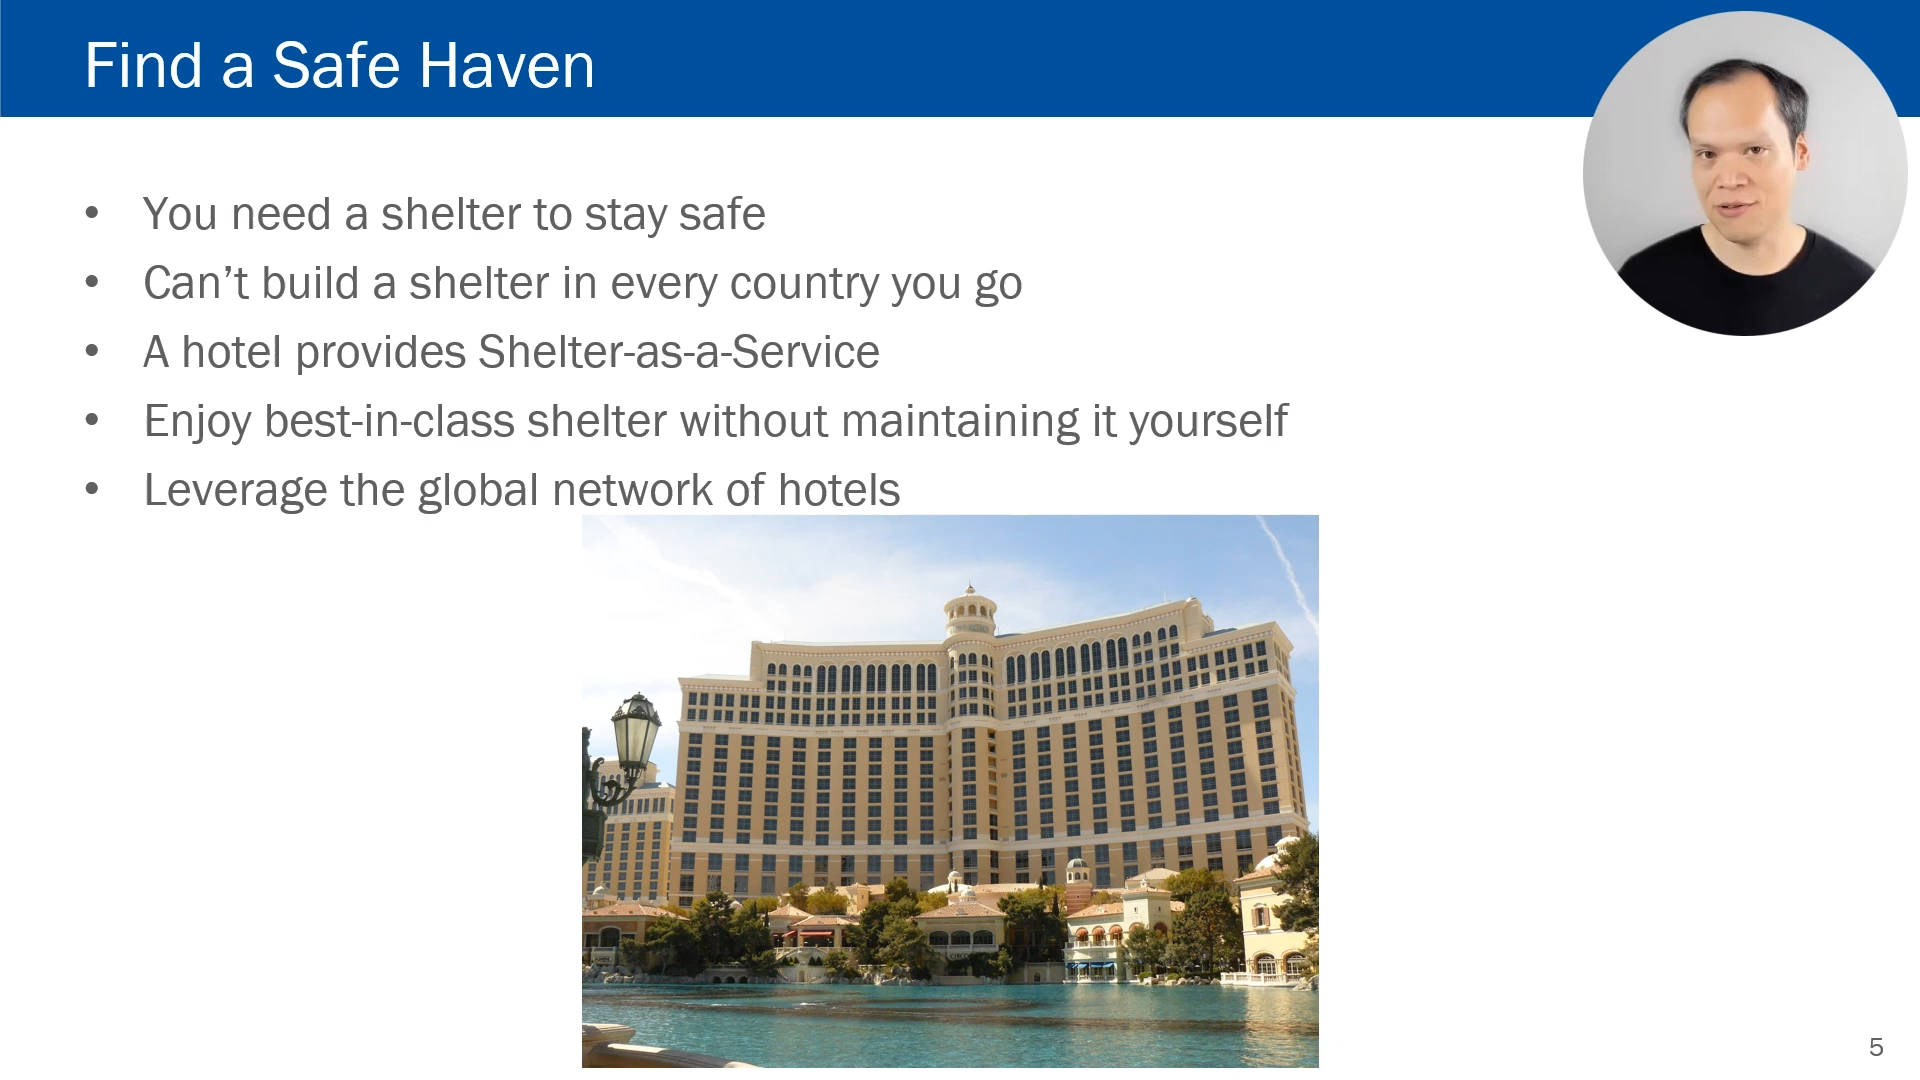 Find a Safe Haven
• You need a shelter to stay safe
• Can’t build a shelter in every country you go
• A hotel provides Shelter-as-a-Service
• Enjoy best-in-class shelter without maintaining it yourself
• Leverage the global network of hotels
5